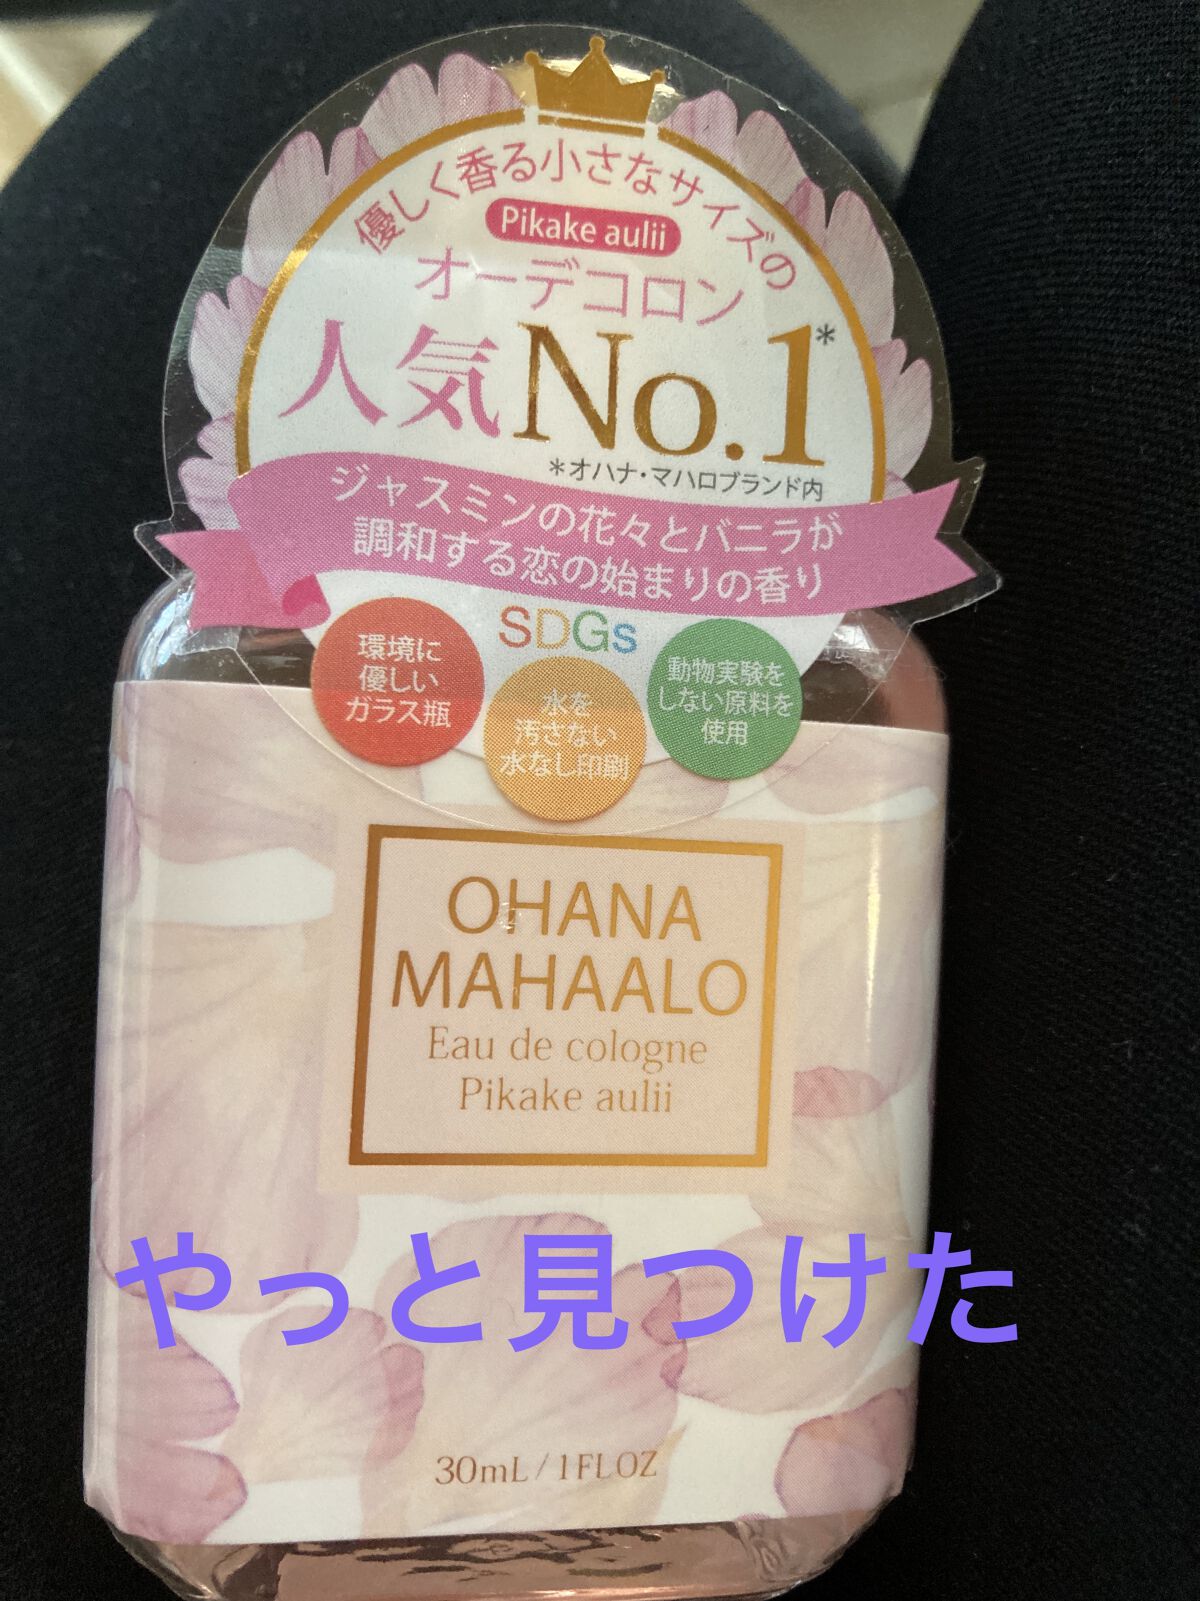 優しく香る小さなサイズの
Pikake aulii
オーデコロン
人気No.1*
*オハナ・マハロブランド内
ジャスミンの花々とバニラが
調和する恋の始まりの香り
SDGs
環境に
優しい
ガラス瓶
水を
汚さない
水なし印刷
動物実験を
しない原料を
使用
OHANA
MAHAALO
Eau de cologne
Pikake aulii
やっと見つけた
30mL / 1FLOZ